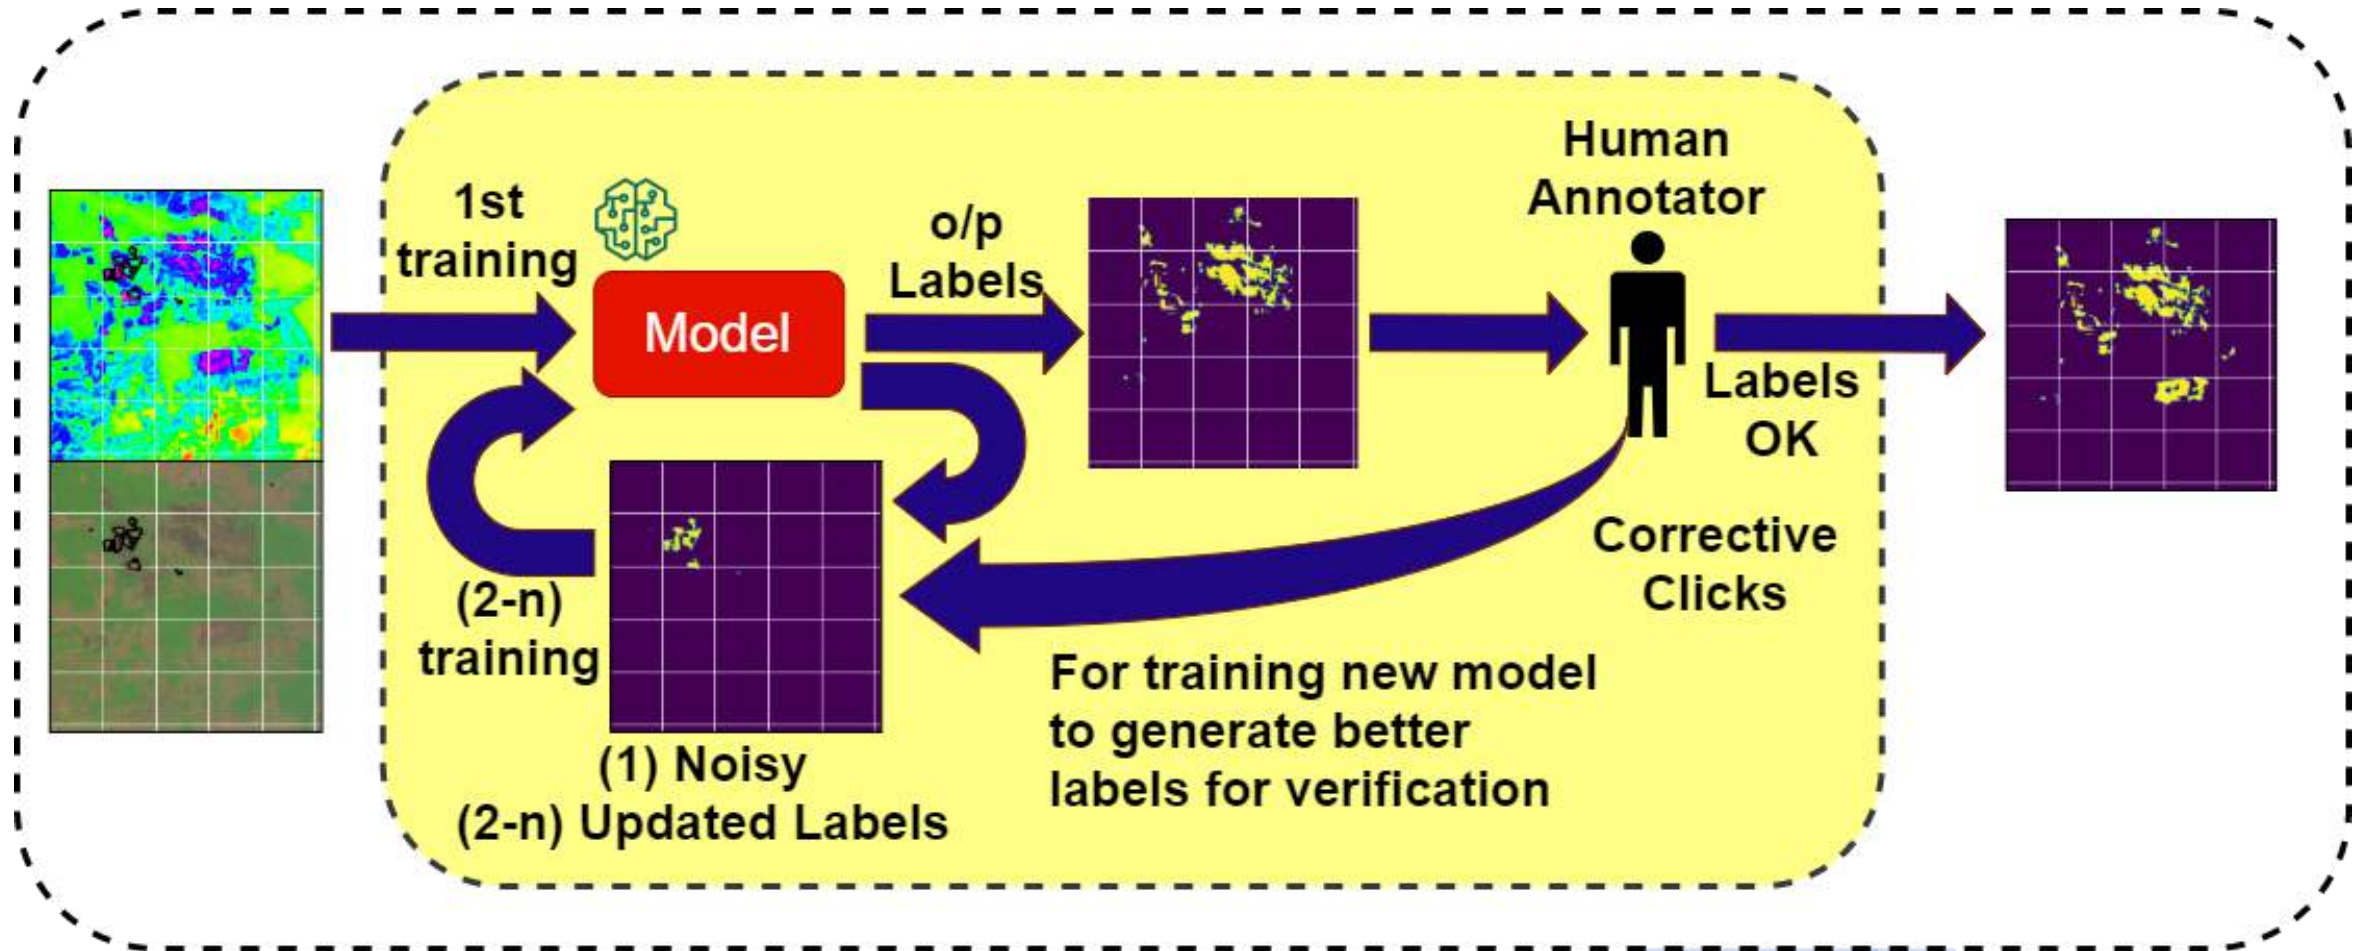 1st
training
Model
o/p
Labels
Human
Annotator
Labels
OK
Corrective
Clicks
(2-n)
training
(1) Noisy
(2-n) Updated Labels
For training new model
to generate better
labels for verification